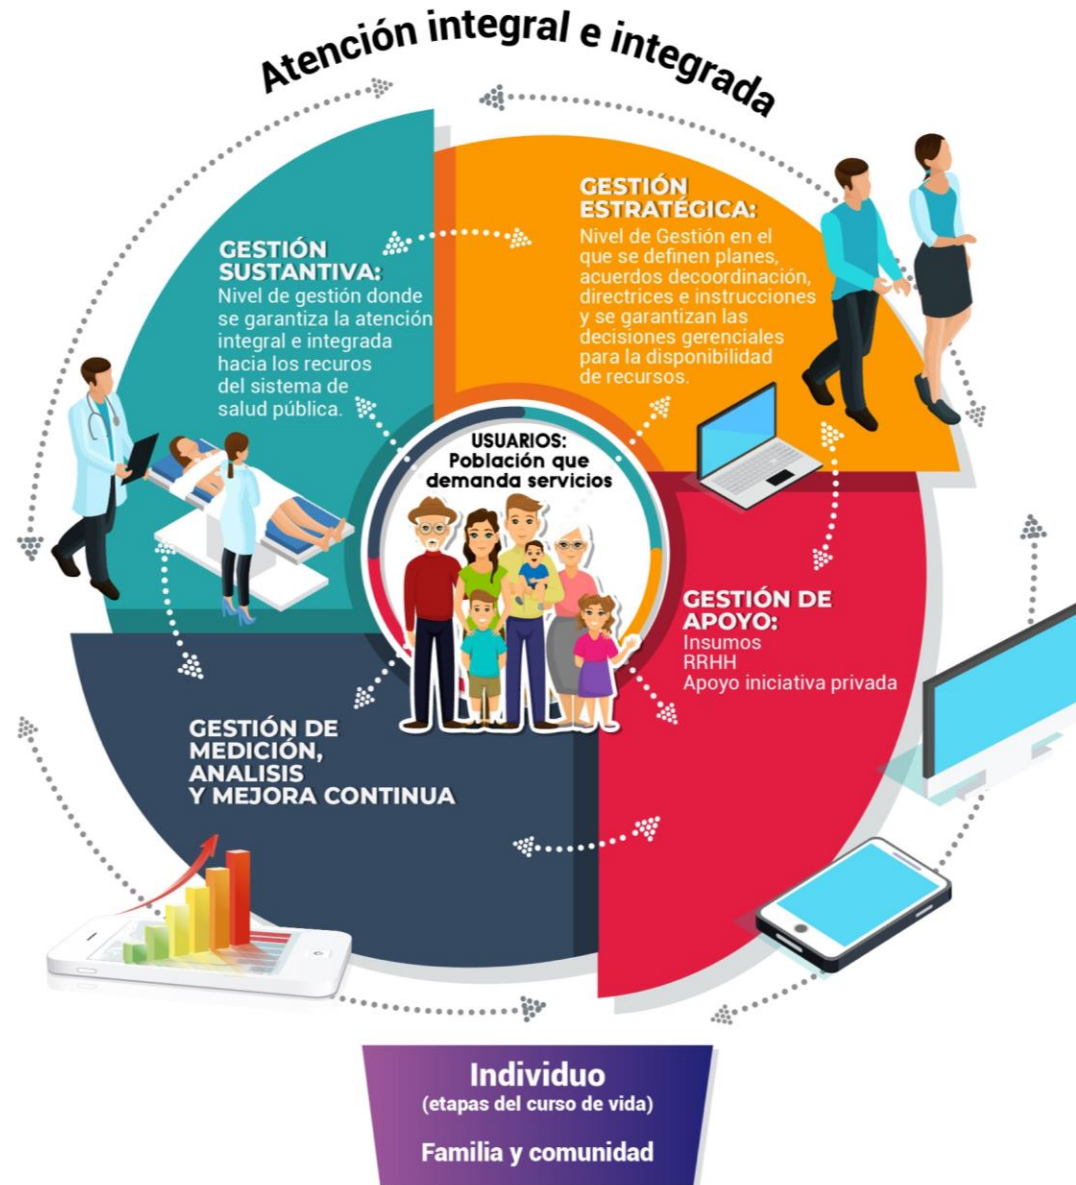 Atención integral e integrada
GESTIÓN
SUSTANTIVA:
Nivel de gestión donde
se garantiza la atención
integral e integrada
hacia los recuros
del sistema de
salud pública.
GESTIÓN
ESTRATÉGICA:
Nivel de Gestión en el
que se definen planes,
acuerdos decoordinación,
directrices e instrucciones
y se garantizan las
decisiones gerenciales
para la disponibilidad
de recursos.
USUARIOS:
Población que
demanda servicios
GESTIÓN DE
APOYO:
Insumos
RRHH
Apoyo iniciativa privada
GESTIÓN DE
MEDICIÓN,
ANALISIS
Y MEJORA CONTINUA
Individuo
(etapas del curso de vida)
Familia y comunidad